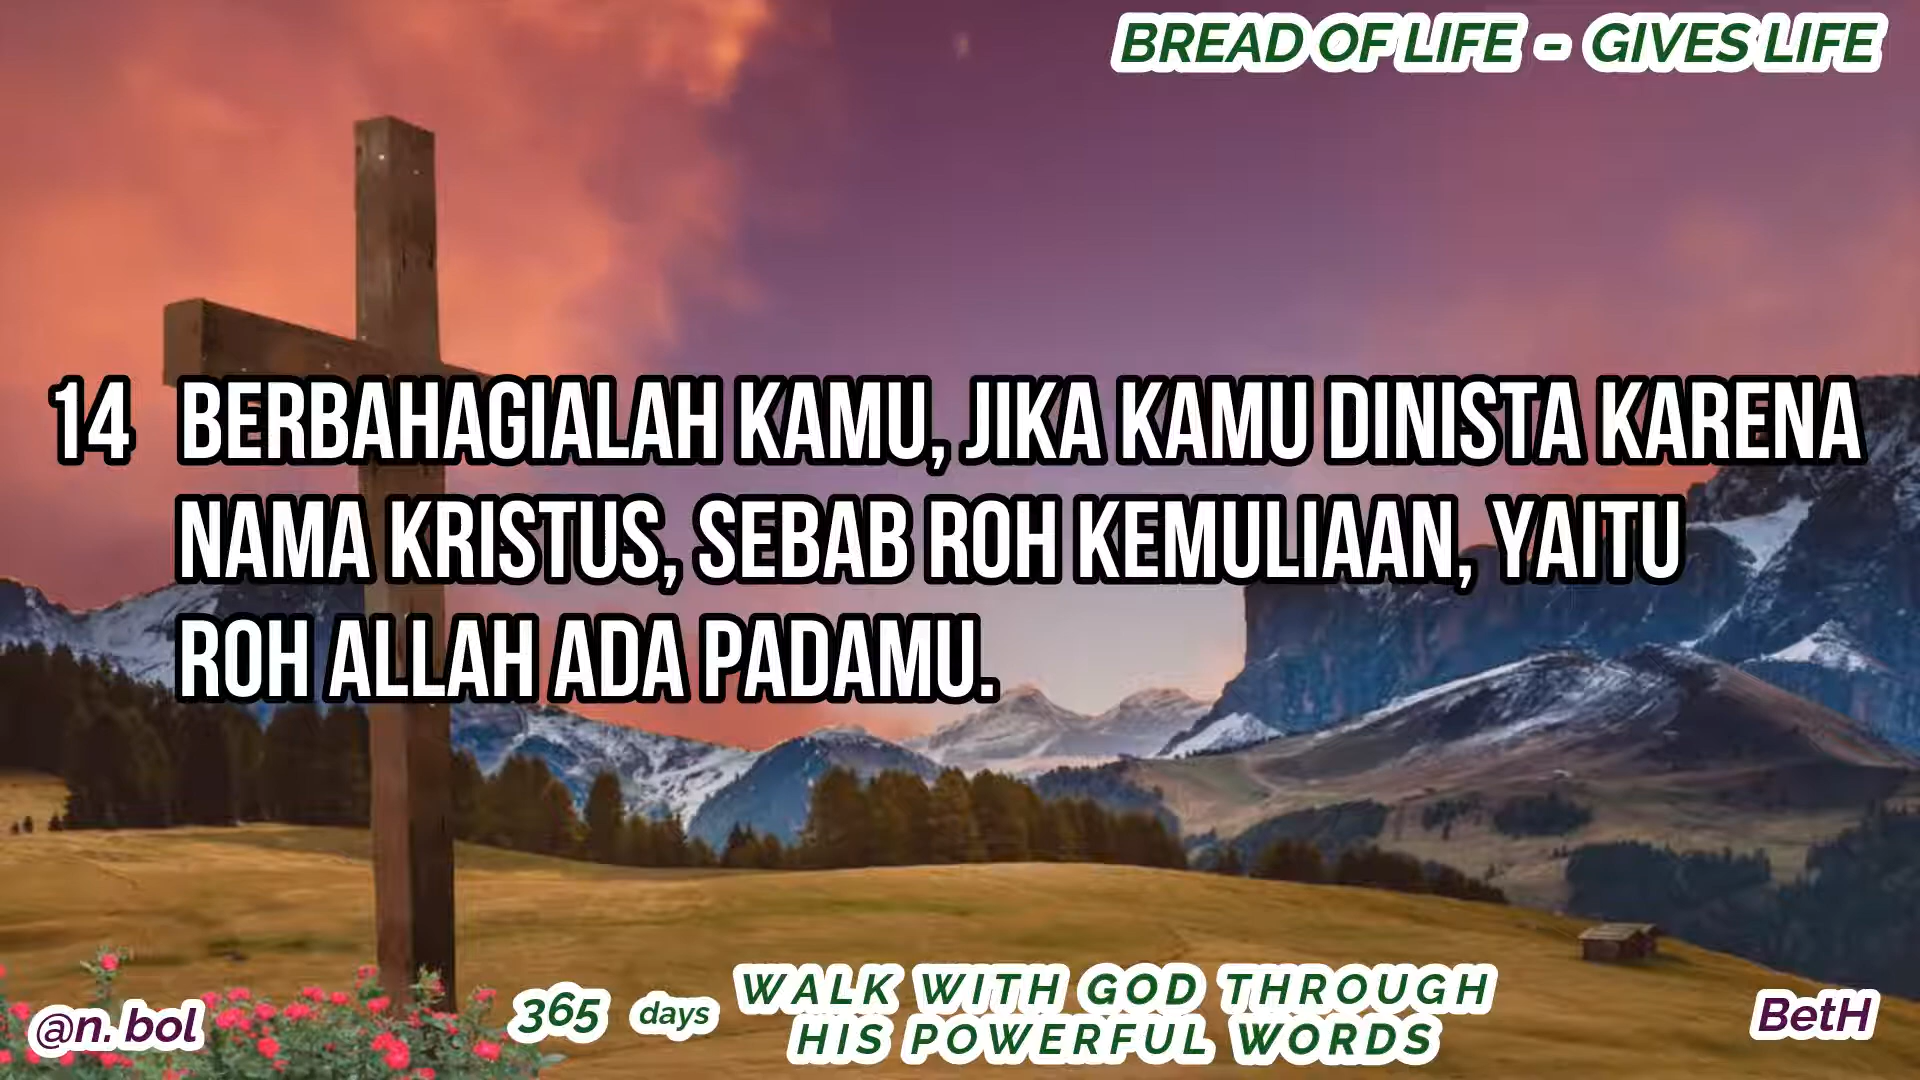 BREAD OF LIFE - GIVES LIFE
14 BERBAHAGIALAH KAMU, JIKA KAMU DINISTA KARENA
NAMA KRISTUS, SEBAB ROH KEMULIAAN, YAITU
ROH ALLAH ADA PADAMU.
@n. bol
365 days
WALK WITH GOD THROUGH
HIS POWERFUL WORDS
BetH